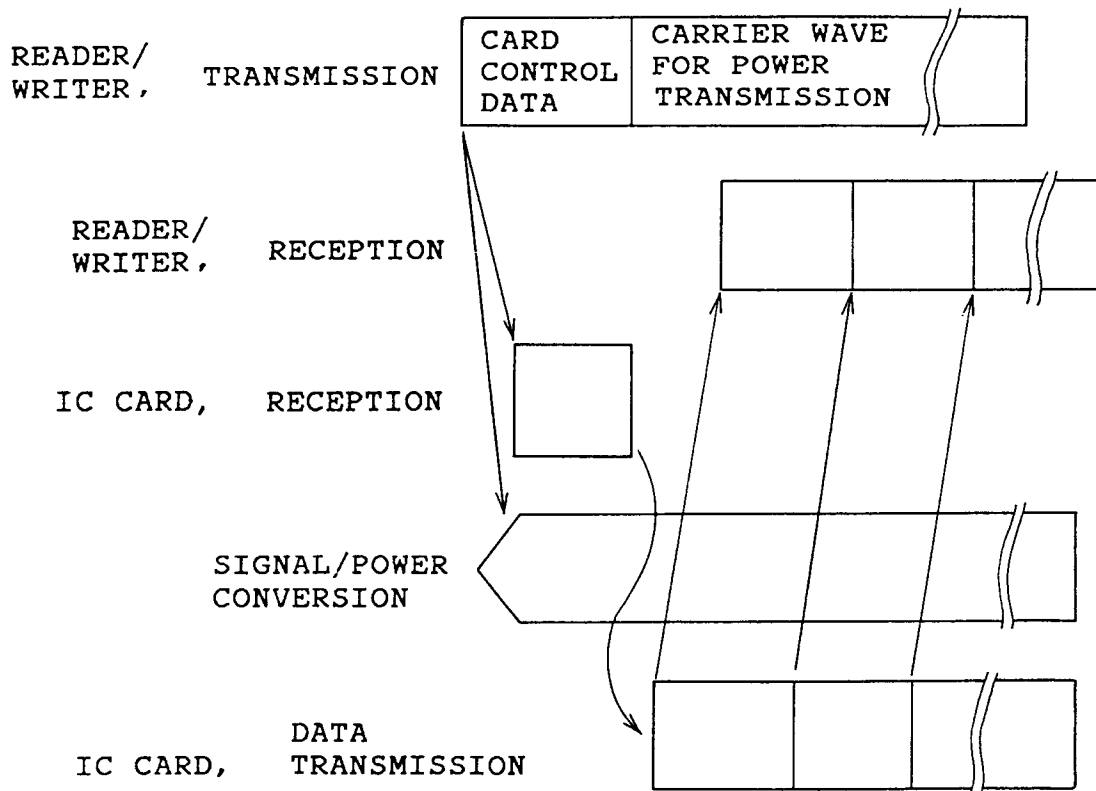 READER/
WRITER, TRANSMISSION
CARD
CONTROL
DATA
CARRIER WAVE
FOR POWER
TRANSMISSION
READER/
WRITER, RECEPTION
IC CARD, RECEPTION
SIGNAL/POWER
CONVERSION
DATA
IC CARD, TRANSMISSION